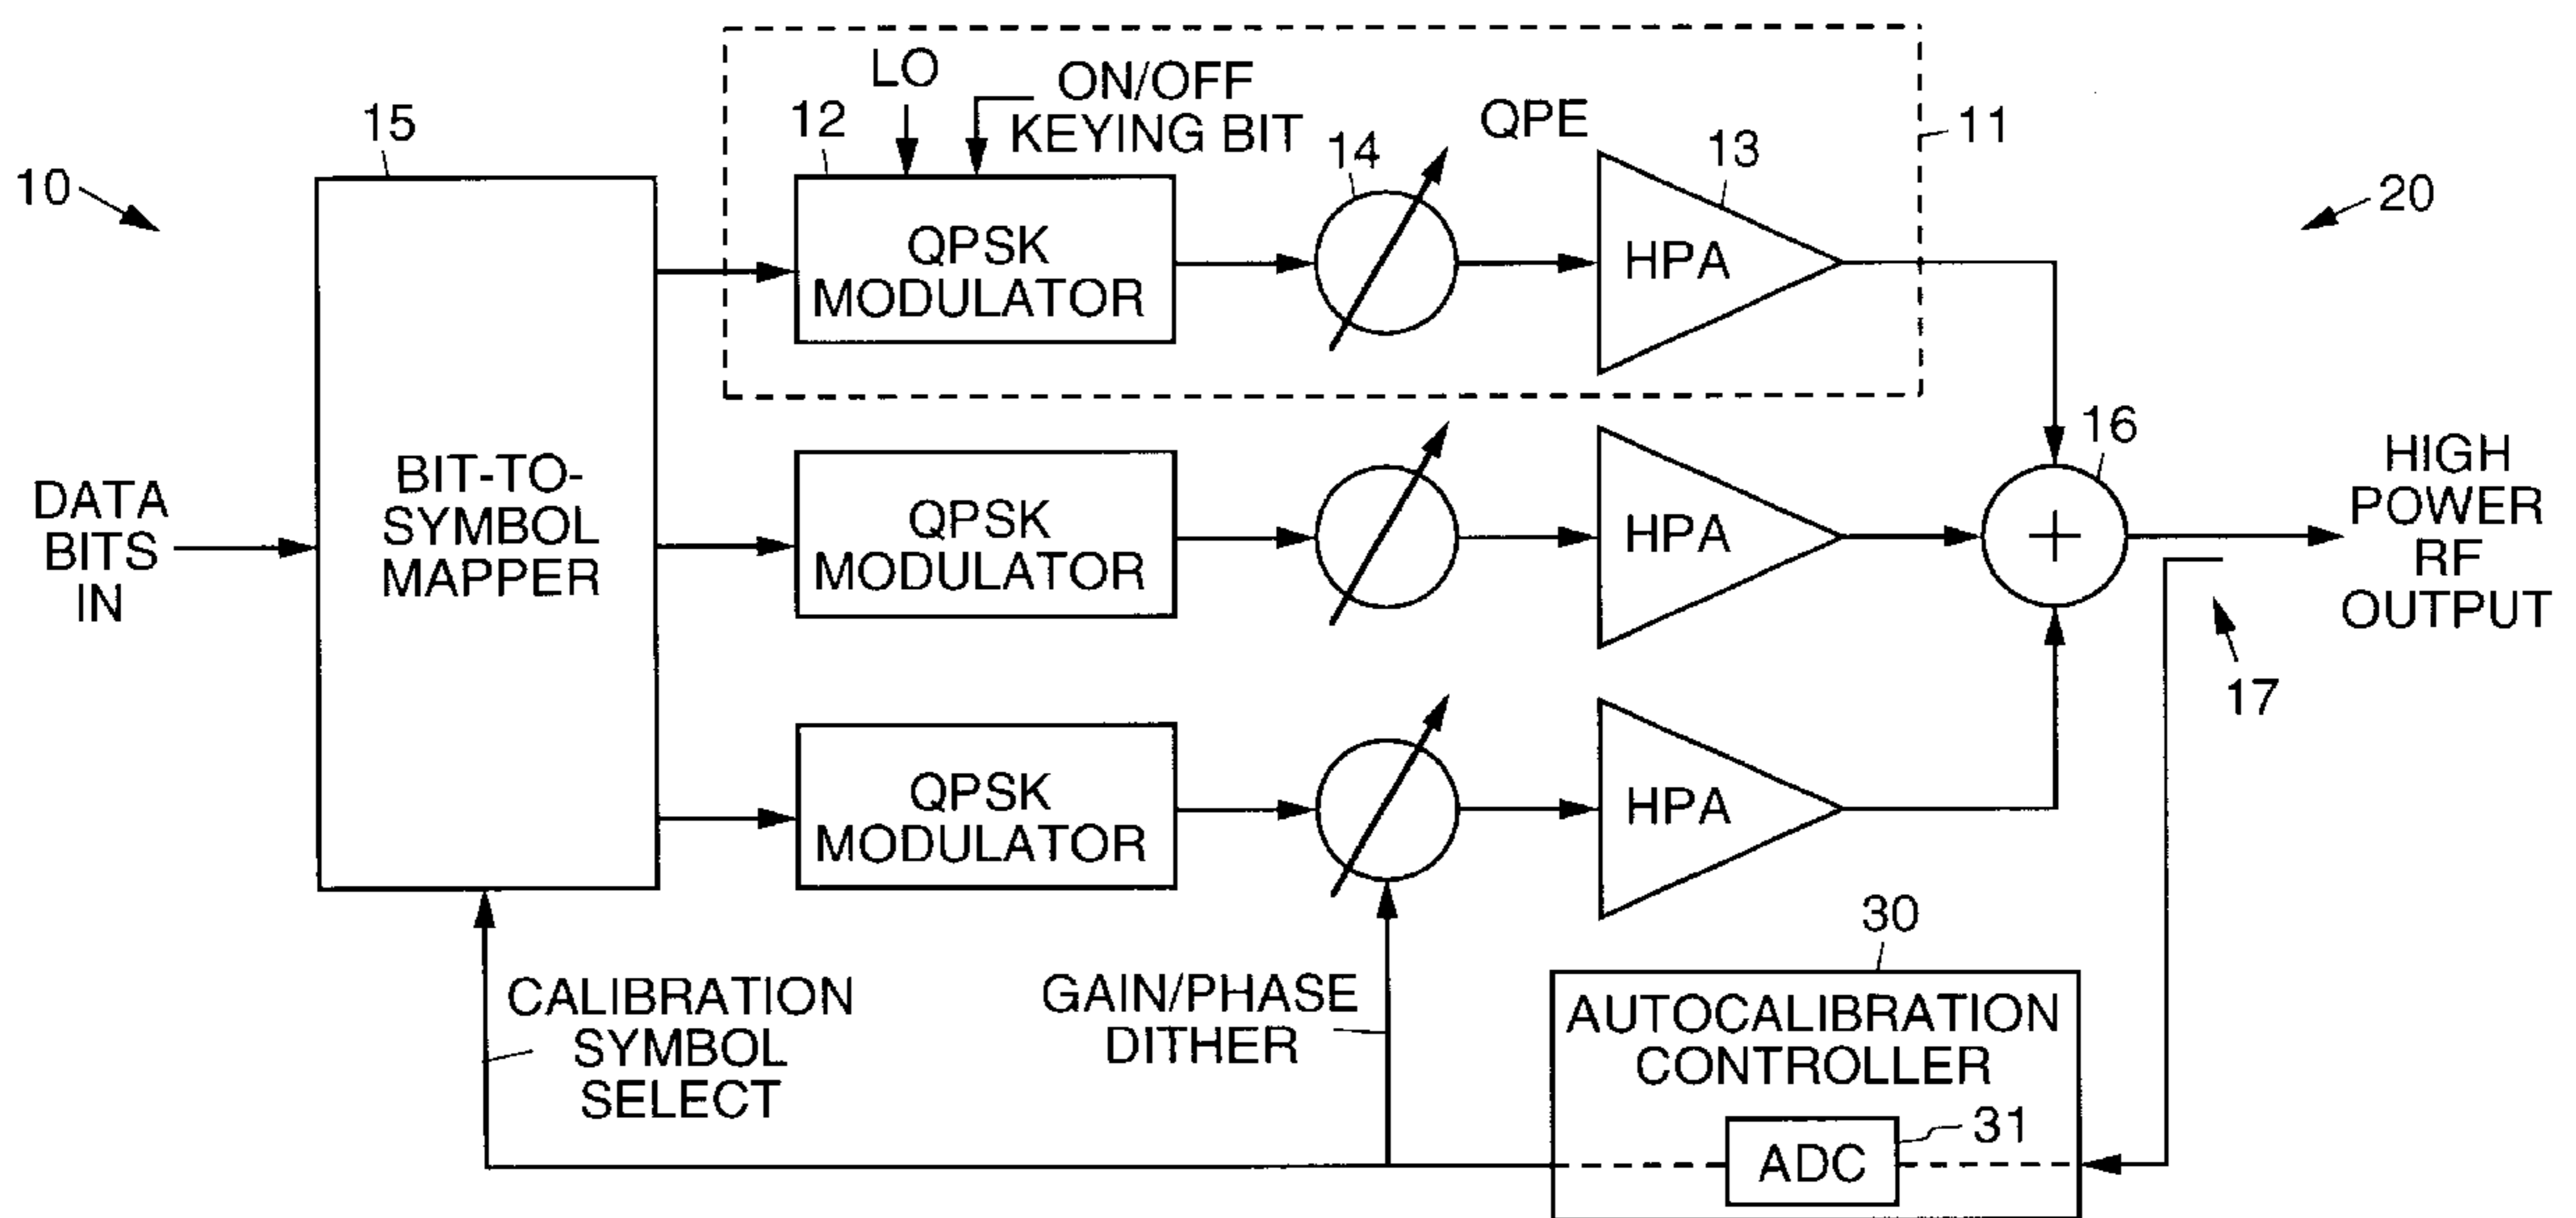 LO
ON/OFF
KEYING BIT
QPE
10
15
12
14
13
11
20
QPSK
MODULATOR
HPA
DATA
BITS
IN
BIT-TO-
SYMBOL
MAPPER
QPSK
MODULATOR
HPA
16
+
HIGH
POWER
RF
OUTPUT
17
QPSK
MODULATOR
HPA
CALIBRATION
SYMBOL
SELECT
GAIN/PHASE
DITHER
30
AUTOCALIBRATION
CONTROLLER
ADC
31